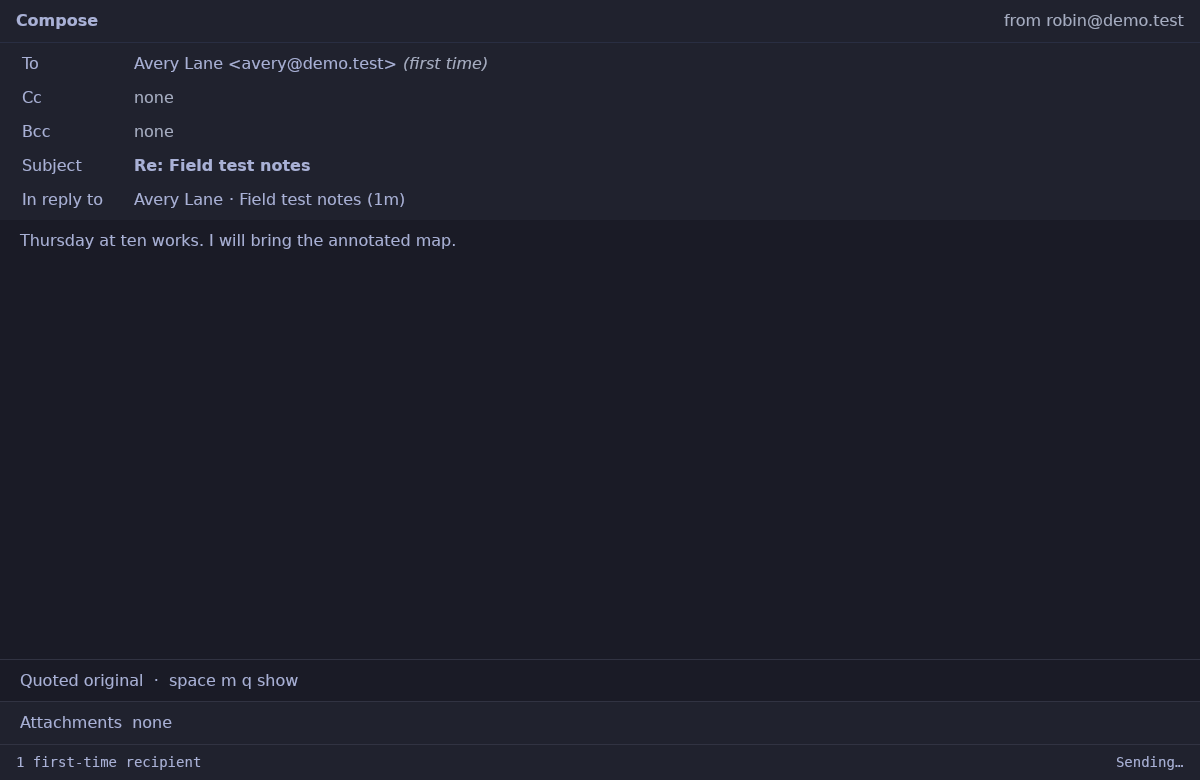 Compose from robin@demo.test
To Avery Lane <avery@demo.test> (first time)
Cc none
Bcc none
Subject Re: Field test notes
In reply to Avery Lane · Field test notes (1m)
Thursday at ten works. I will bring the annotated map.
Quoted original · space m q show
Attachments none
1 first-time recipient Sending…